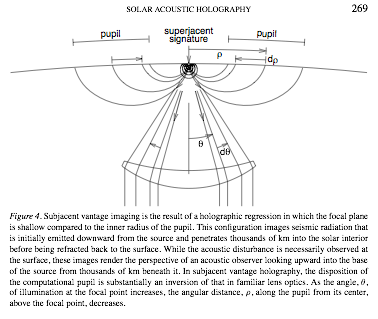 SOLAR ACOUSTIC HOLOGRAPHY 269
pupil superjacent signature pupil
ρ
dρ
θ
dθ
Figure 4. Subjacent vantage imaging is the result of a holographic regression in which the focal plane
is shallow compared to the inner radius of the pupil. This configuration images seismic radiation that
is initially emitted downward from the source and penetrates thousands of km into the solar interior
before being refracted back to the surface. While the acoustic disturbance is necessarily observed at
the surface, these images render the perspective of an acoustic observer looking upward into the
base of the source from thousands of km beneath it. In subjacent vantage holography, the disposition of
the computational pupil is substantially an inversion of that in familiar lens optics. As the angle, θ,
of illumination at the focal point increases, the angular distance, ρ, along the pupil from its center,
above the focal point, decreases.